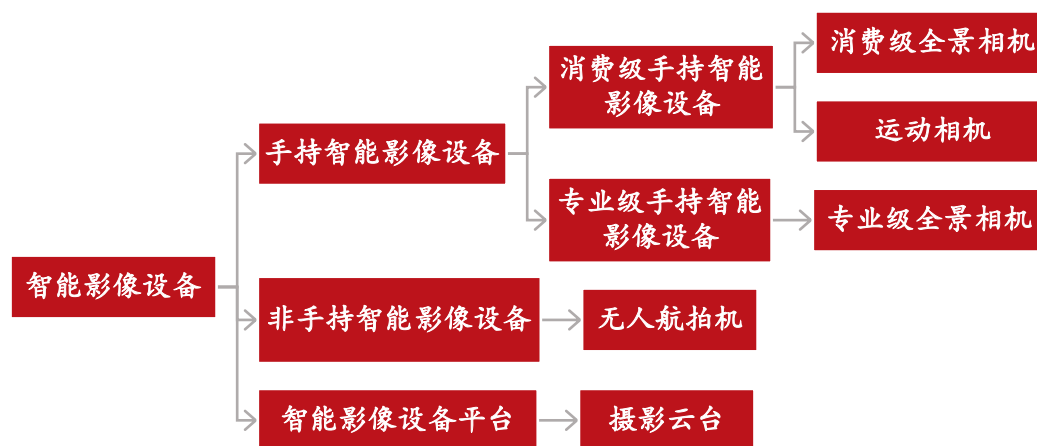 智能影像设备
手持智能影像设备
消费级手持智能
影像设备
消费级全景相机
运动相机
专业级手持智能
影像设备
专业级全景相机
非手持智能影像设备
无人航拍机
智能影像设备平台
摄影云台